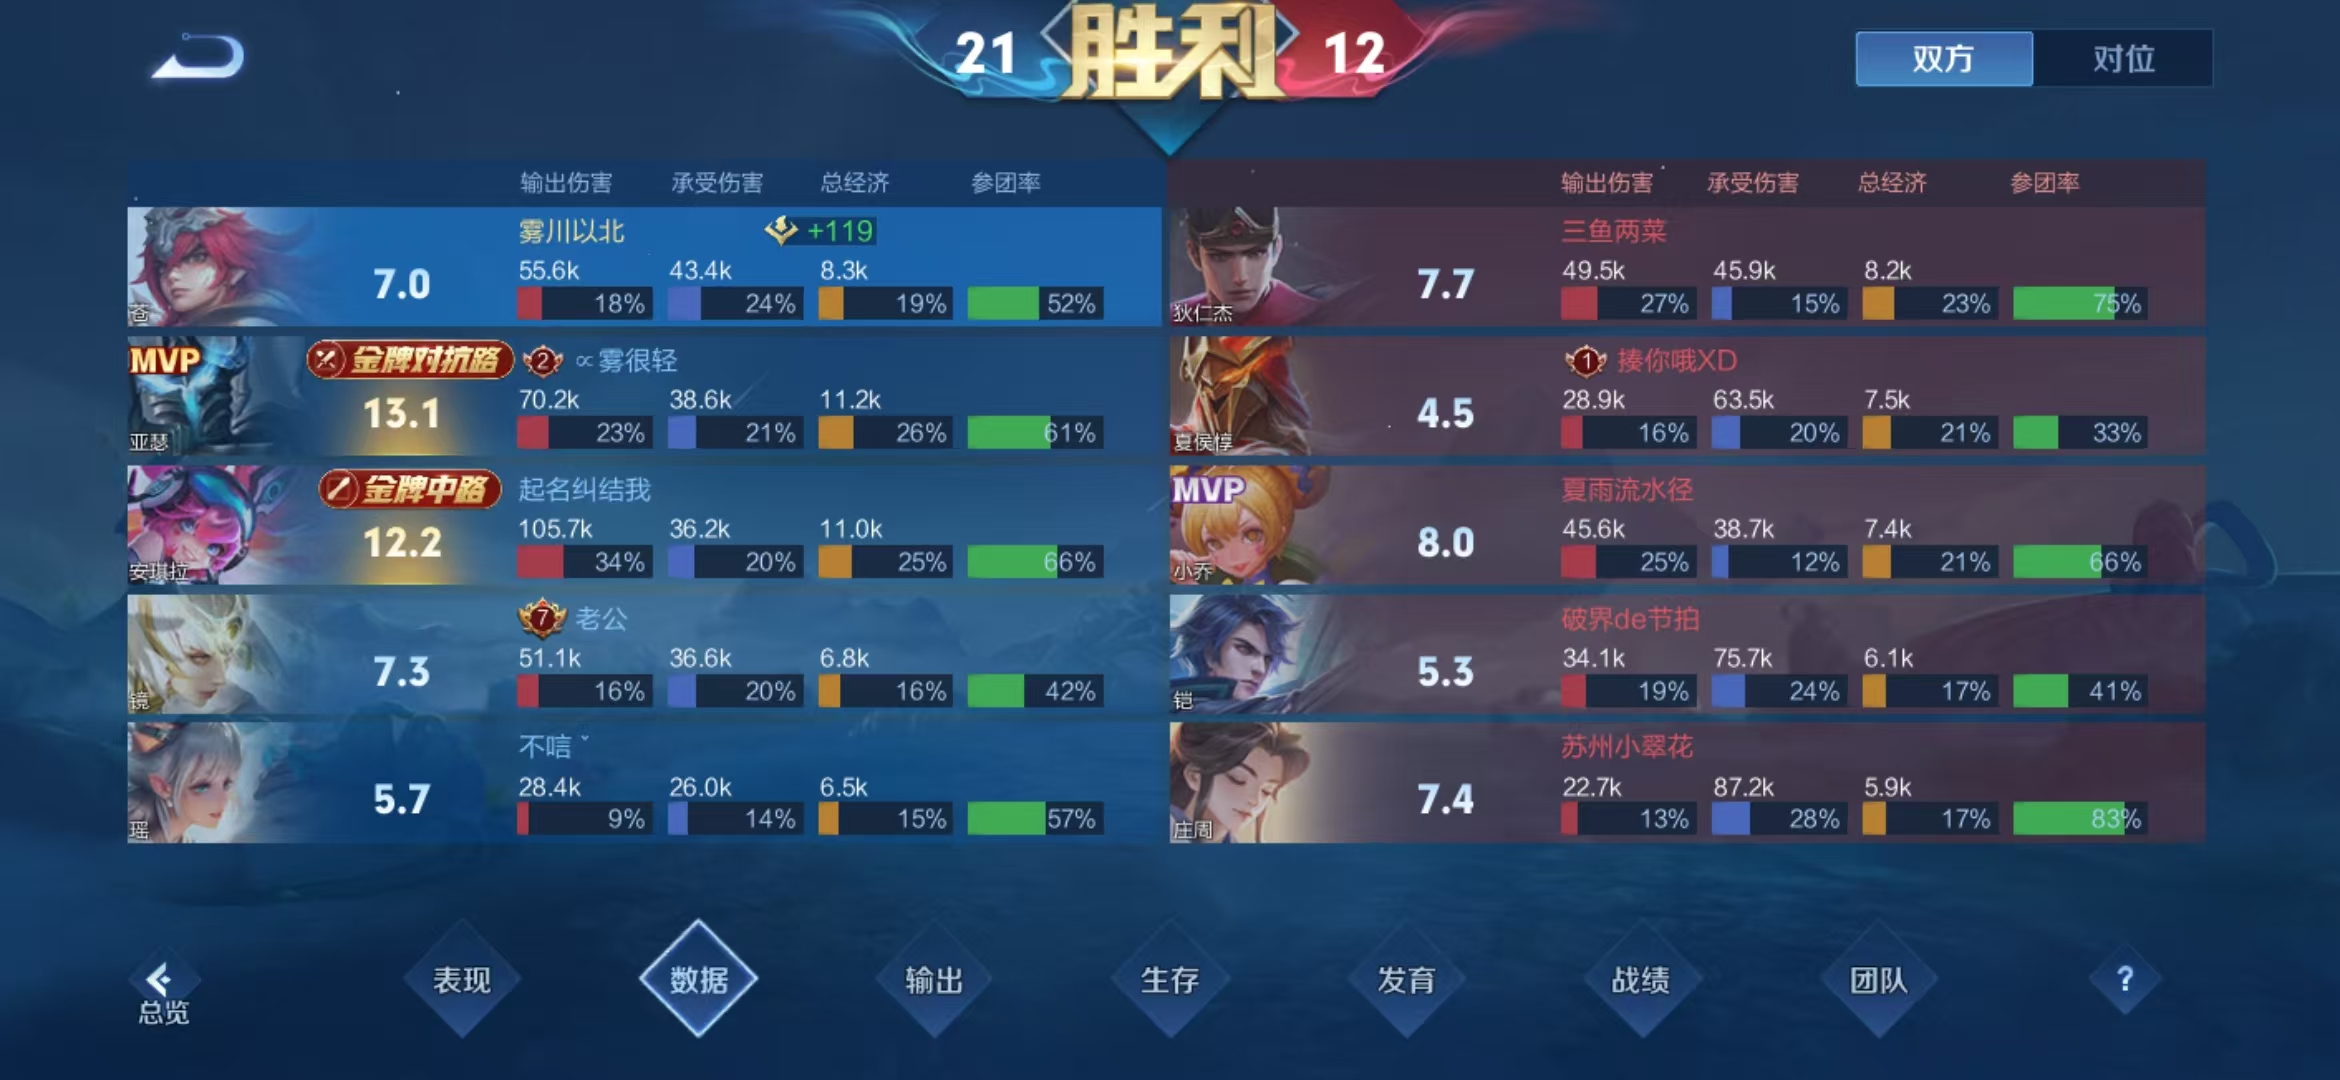 21 胜利 12
双方 对位
输出伤害 承受伤害 总经济 参团率
苍 7.0 雾川以北 +119
55.6k 43.4k 8.3k
18% 24% 19% 52%
MVP 金牌对抗路 2 ∝雾很轻
亚瑟 13.1 70.2k 38.6k 11.2k
23% 21% 26% 61%
金牌中路 起名纠结我
安琪拉 12.2 105.7k 36.2k 11.0k
34% 20% 25% 66%
7 老公
镜 7.3 51.1k 36.6k 6.8k
16% 20% 16% 42%
不唁ˇ
瑶 5.7 28.4k 26.0k 6.5k
9% 14% 15% 57%
输出伤害 承受伤害 总经济 参团率
三鱼两菜
狄仁杰 7.7 49.5k 45.9k 8.2k
27% 15% 23% 75%
1 揍你哦XD
夏侯惇 4.5 28.9k 63.5k 7.5k
16% 20% 21% 33%
MVP 夏雨流水径
小乔 8.0 45.6k 38.7k 7.4k
25% 12% 21% 66%
破界de节拍
铠 5.3 34.1k 75.7k 6.1k
19% 24% 17% 41%
苏州小翠花
庄周 7.4 22.7k 87.2k 5.9k
13% 28% 17% 83%
总览 表现 数据 输出 生存 发育 战绩 团队 ?